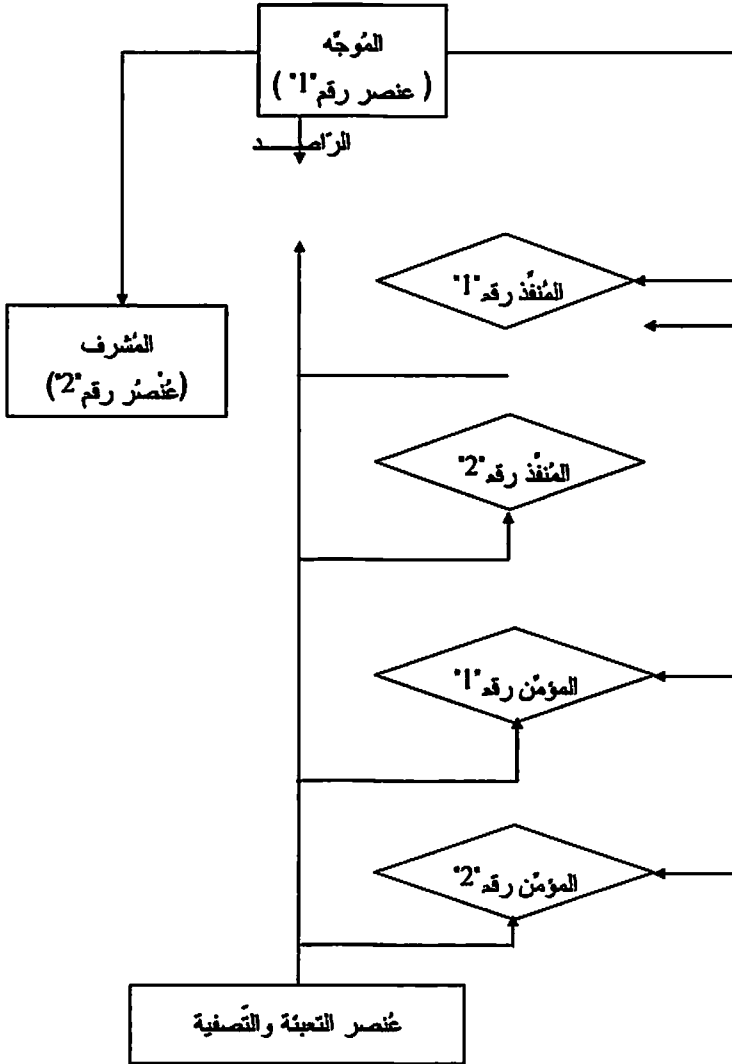 المُوجّه
( عنصر رقم"1" )
الرّاصـــد
المُنفّذ رقم"1"
المُشرف
(عُنْصُر رقم"2")
المُنفّذ رقم"2"
المؤمّن رقم"1"
المؤمّن رقم"2"
عُنصر التعبئة والتّصفية